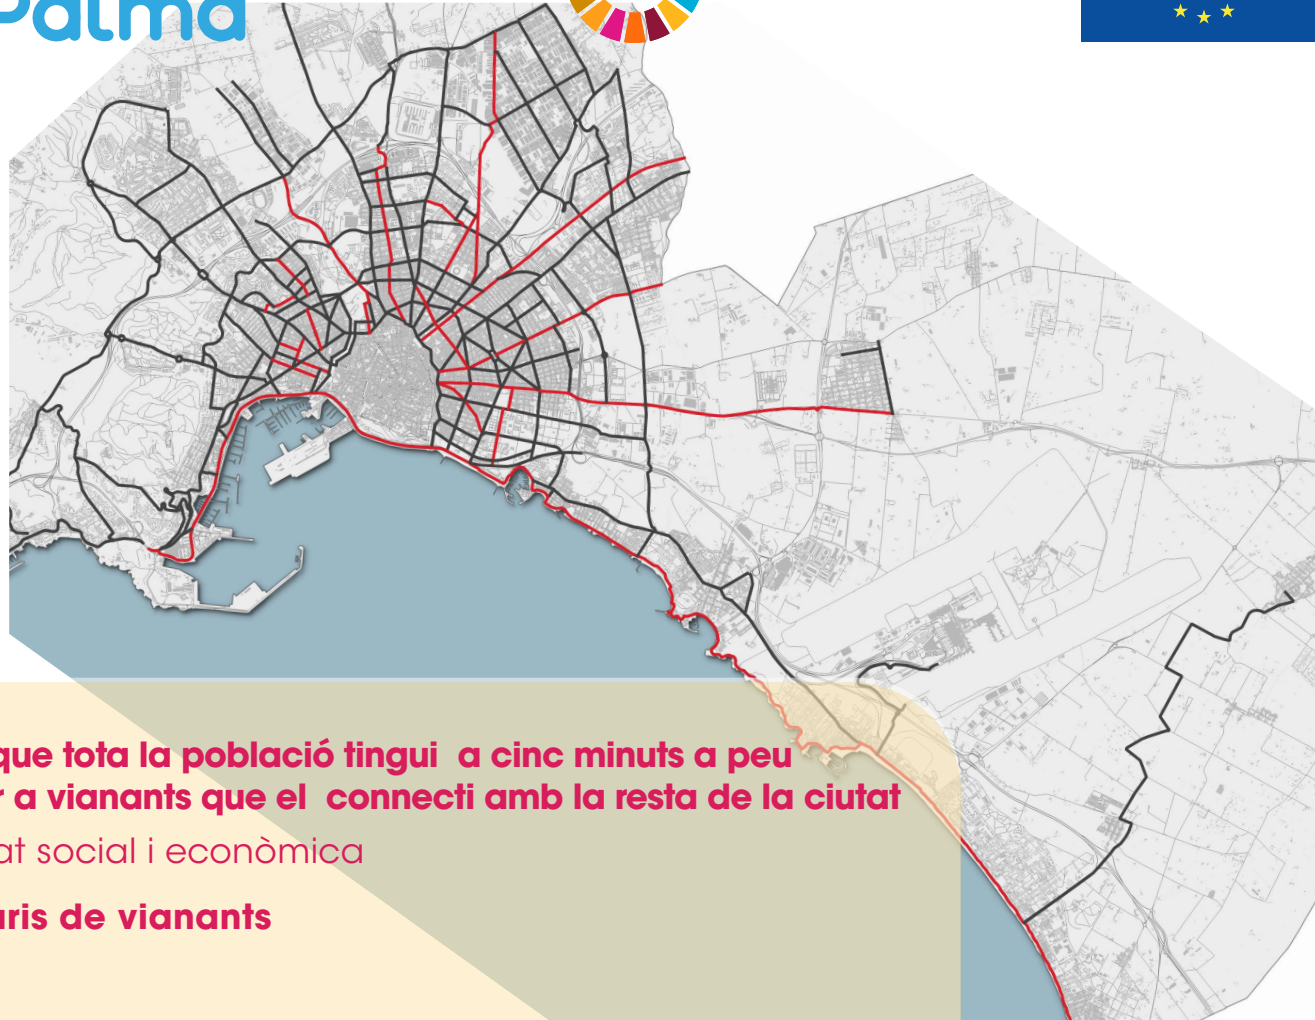 Palma
que tota la població tingui a cinc minuts a peu
r a vianants que el connecti amb la resta de la ciutat
at social i econòmica
aris de vianants